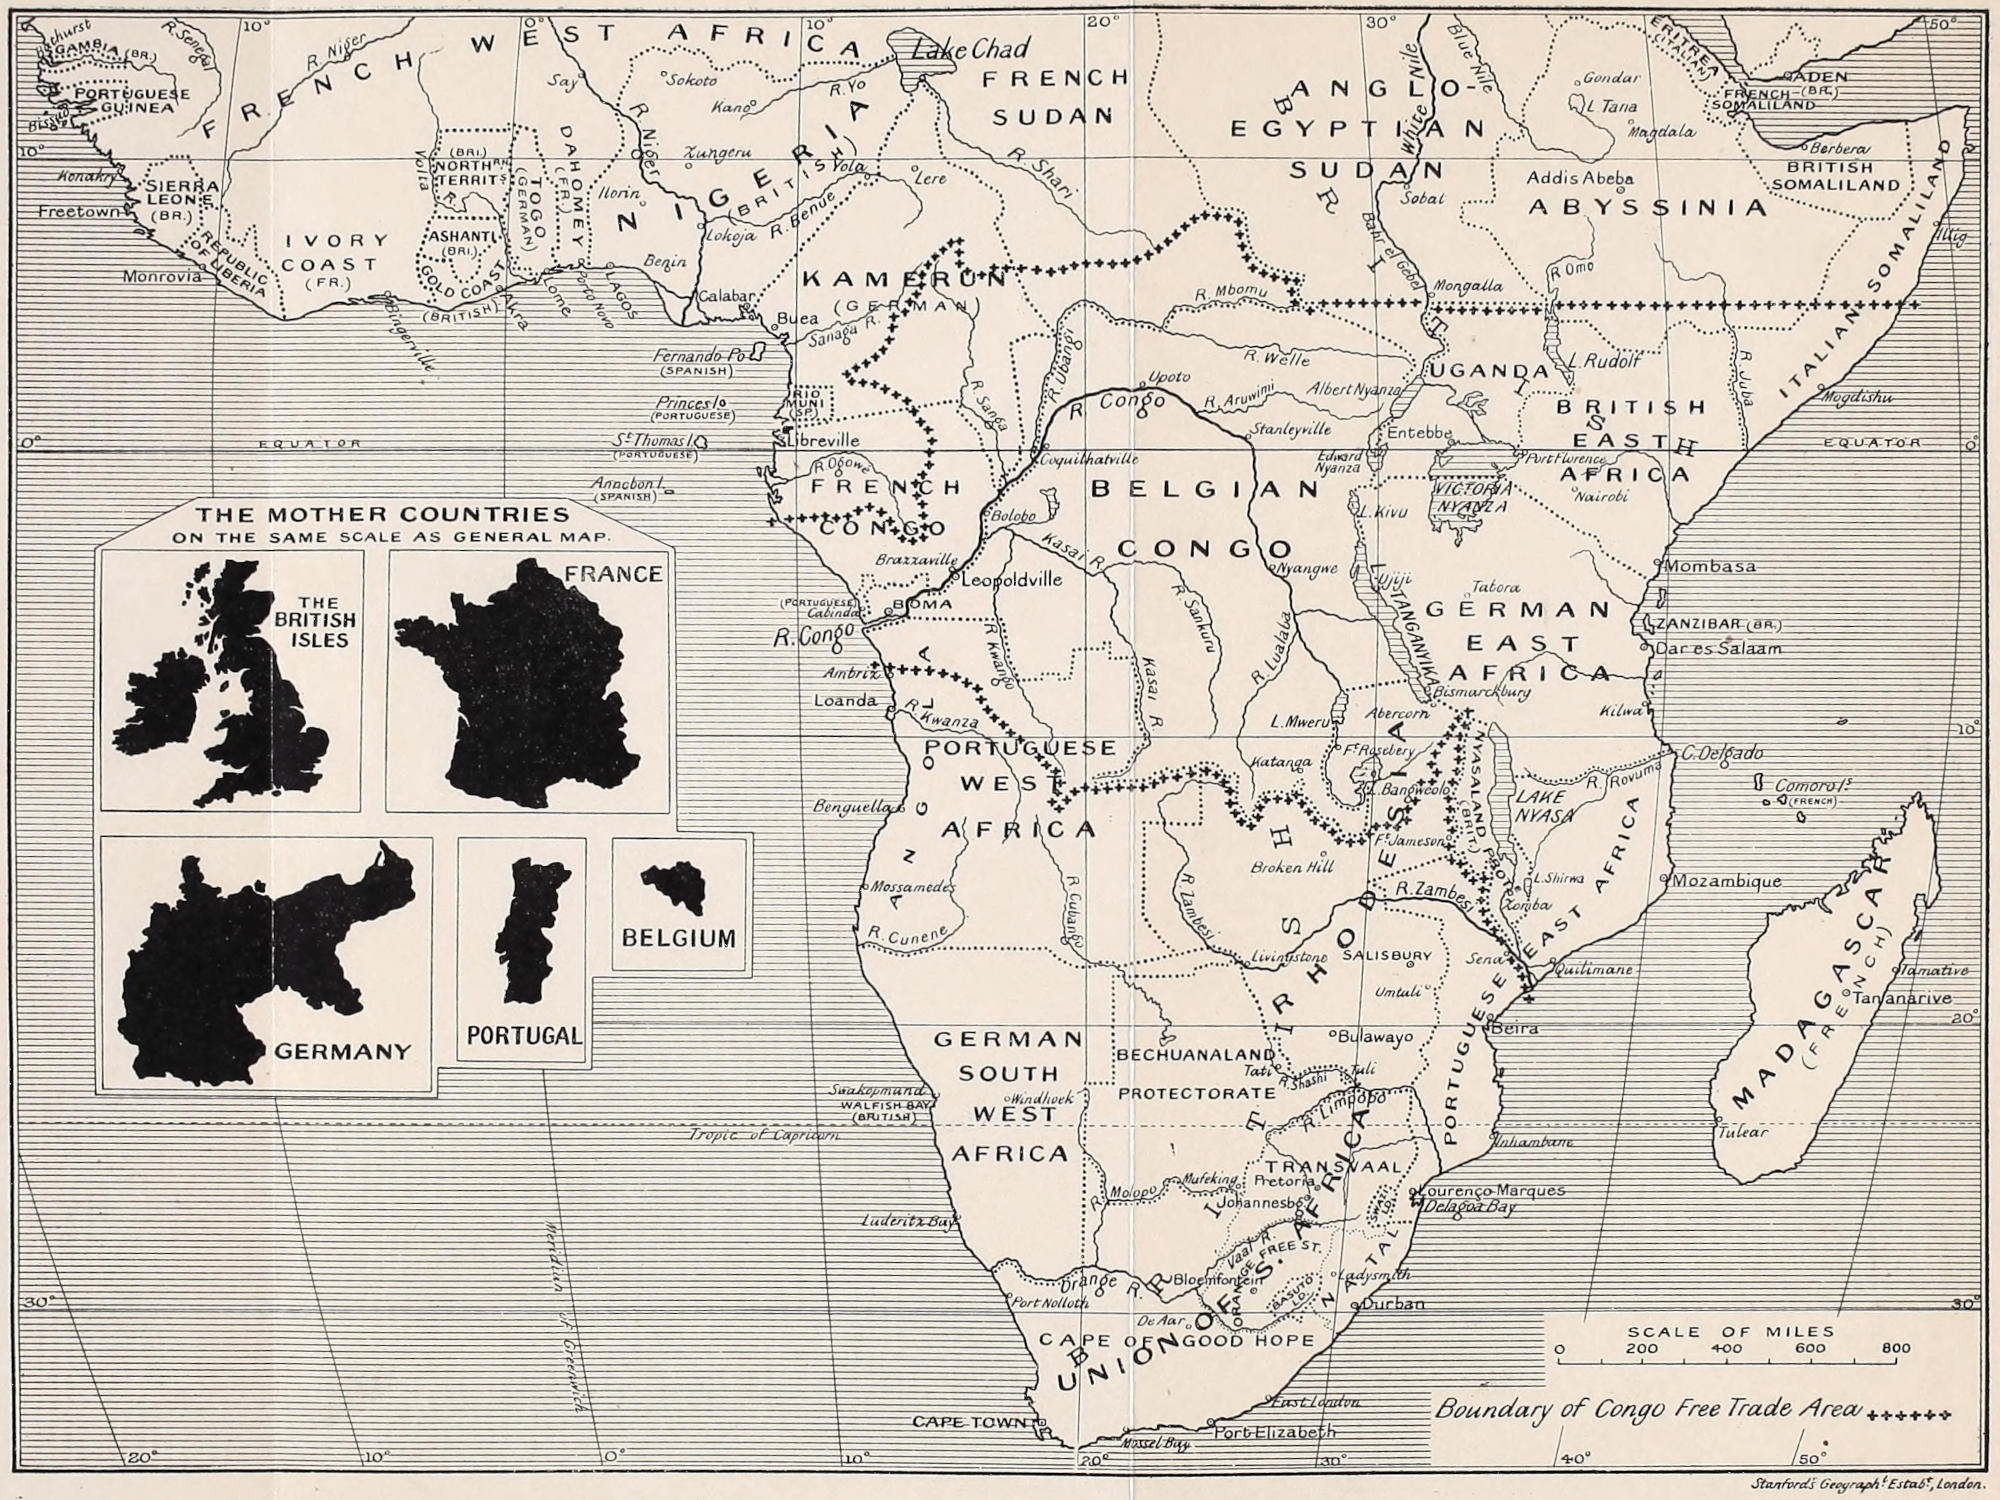 10°
0°
10°
20°
30°
50°
Bathurst
GAMBIA (BR.)
R. Senegal
R. Niger
FRENCH WEST AFRICA
PORTUGUESE
GUINEA
Bissao
10°
Konakry
SIERRA
LEONE
(BR.)
Freetown
REPUBLIC
OF LIBERIA
Monrovia
IVORY
COAST
(FR.)
Bingerville
Volta
(BRI.)
NORTHRN
TERRITS
R.
ASHANTI
(BRI.)
GOLD COAST
(BRITISH)
Akra
TOGO
(GERMAN)
Lome
DAHOMEY
(FR.)
Porto Novo
LAGOS
Say
Sokoto
Kano
R. Yo
R. Niger
Zungeru
Ilorin
NIGERIA
(BRITISH)
Yola
Lokoja
R. Benue
Benin
Calabar
Lake Chad
FRENCH
SUDAN
R. Shari
Lere
KAMERUN
(GERMAN)
Buea
Sanaga R.
Fernando Po
(SPANISH)
Princes I.
(PORTUGUESE)
St. Thomas I.
(PORTUGUESE)
Annobon I.
(SPANISH)
RIO
MUNI
(SP.)
Libreville
R. Ogowe
FRENCH
CONGO
ANGLO-
EGYPTIAN
SUDAN
White Nile
Blue Nile
Sobat
Bahr el Gebel
Mongalla
ERITREA
(ITALIAN)
ADEN
(BR.)
FRENCH
SOMALILAND
Gondar
L. Tana
Magdala
Addis Abeba
ABYSSINIA
R. Omo
Berbera
BRITISH
SOMALILAND
Illig
ITALIAN SOMALILAND
Mogdishu
R. Juba
R. Mbomu
R. Welle
R. Ubangi
R. Sanga
Upoto
R. Congo
R. Aruwimi
Albert Nyanza
Stanleyville
UGANDA
L. Rudolf
BRITISH
EAST
AFRICA
Entebbe
Port Florence
Nairobi
Edward
Nyanza
VICTORIA
NYANZA
L. Kivu
0°
EQUATOR
EQUATOR
0°
Coquilhatville
BELGIAN
CONGO
Bolobo
Kasai R.
Brazzaville
Leopoldville
(PORTUGUESE)
Cabinda
BOMA
R. Congo
R. Kwango
R. Sankuru
Kasai R.
R. Lualaba
Nyangwe
Ujiji
TANGANYIKA
Tabora
GERMAN
EAST
AFRICA
Mombasa
ZANZIBAR (BR.)
Dar es Salaam
Kilwa
Bismarckburg
Abercorn
L. Mweru
Ft. Rosebery
Katanga
L. Bangweolo
Ambriz
Loanda
R. Kwanza
ANGOLA
PORTUGUESE
WEST
AFRICA
Benguella
Mossamedes
R. Cunene
R. Cubango
R. Zambesi
BRITISH
Ft. Jameson
Broken Hill
NYASALAND PROTE.
(BRIT.)
LAKE
NYASA
L. Shirwa
Zomba
R. Rovuma
C. Delgado
10°
Comoro Is.
(FRENCH)
Mozambique
PORTUGUESE EAST AFRICA
R. Zambesi
Sena
Quilimane
Livingstone
RHODESIA
SALISBURY
Umtuli
Bulawayo
Beira
20°
MADAGASCAR
(FRENCH)
Tamative
Tananarive
Tulear
GERMAN
SOUTH
WEST
AFRICA
Windhoek
Swakopmund
WALFISH BAY
(BRITISH)
Luderitz Bay
BECHUANALAND
PROTECTORATE
Tati
R. Shashi
Tuli
R. Limpopo
Tropic of Capricorn
Inhambane
TRANSVAAL
Pretoria
Johannesbg
Mafeking
R. Molopo
SWAZI
LD.
Lourenço Marques
Delagoa Bay
BRITISH
Vaal R.
ORANGE FREE ST.
Bloemfontein
BASUTO
LD.
NATAL
Ladysmith
Durban
Orange R.
Port Nolloth
De Aar
CAPE OF GOOD HOPE
UNION OF S. AFRICA
CAPE TOWN
Mossel Bay
Port Elizabeth
East London
30°
30°
Meridian of Greenwich
THE MOTHER COUNTRIES
ON THE SAME SCALE AS GENERAL MAP.
THE
BRITISH
ISLES
FRANCE
GERMANY
PORTUGAL
BELGIUM
SCALE OF MILES
0 200 400 600 800
Boundary of Congo Free Trade Area
20°
10°
0°
10°
20°
30°
40°
50°
Stanford's Geographl. Estabt., London.